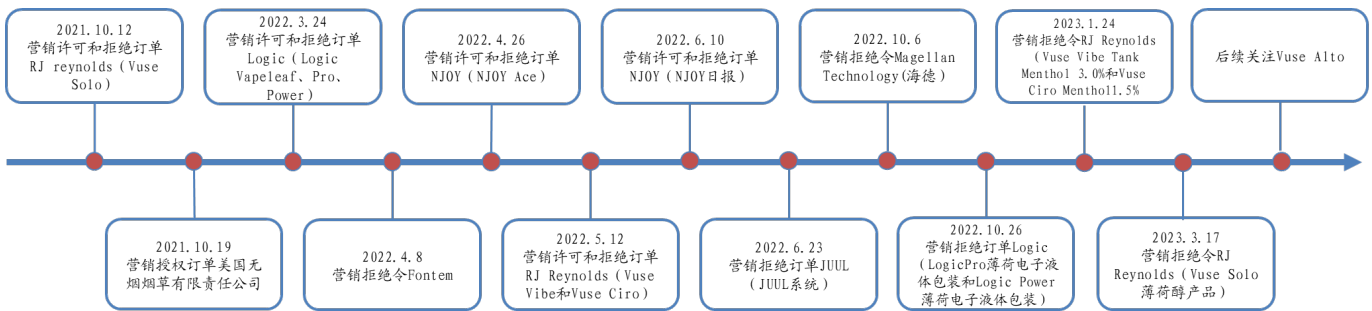 2021.10.12
营销许可和拒绝订单
RJ reynolds（Vuse
Solo）
2022.3.24
营销许可和拒绝订单
Logic（Logic
Vapeleaf、Pro、
Power）
2022.4.26
营销许可和拒绝订单
NJOY（NJOY Ace）
2022.6.10
营销许可和拒绝订单
NJOY（NJOY日报）
2022.10.6
营销拒绝令Magellan
Technology(海德）
2023.1.24
营销拒绝令RJ Reynolds
（Vuse Vibe Tank
Menthol 3.0%和Vuse
Ciro Menthol1.5%
后续关注Vuse Alto
2021.10.19
营销授权订单美国无
烟烟草有限责任公司
2022.4.8
营销拒绝令Fontem
2022.5.12
营销许可和拒绝订单
RJ Reynolds（Vuse
Vibe和Vuse Ciro）
2022.6.23
营销拒绝订单JUUL
（JUUL系统）
2022.10.26
营销拒绝订单Logic
（LogicPro薄荷电子液
体包装和Logic Power
薄荷电子液体包装）
2023.3.17
营销拒绝令RJ
Reynolds（Vuse Solo
薄荷醇产品）